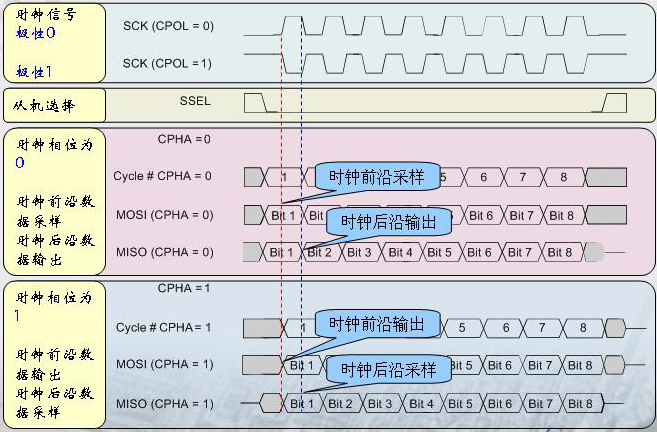 时钟信号
极性0
极性1
SCK (CPOL = 0)
SCK (CPOL = 1)
从机选择
SSEL
时钟相位为
0
时钟前沿数
据采样
时钟后沿数
据输出
CPHA = 0
Cycle # CPHA = 0
1
5 6 7 8
时钟前沿采样
MOSI (CPHA = 0)
Bit 1 Bit Bit 6 Bit 7 Bit 8
时钟后沿输出
MISO (CPHA = 0)
Bit 1 Bit 2 Bit 3 Bit 4 Bit 5 Bit 6 Bit 7 Bit 8
时钟相位为
1
时钟前沿数
据输出
时钟后沿数
据采样
CPHA = 1
Cycle # CPHA = 1
1
5 6 7 8
时钟前沿输出
MOSI (CPHA = 1)
Bit 1 Bit 5 Bit 6 Bit 7 Bit 8
时钟后沿采样
MISO (CPHA = 1)
Bit 1 Bit 2 Bit 3 Bit 4 Bit 5 Bit 6 Bit 7 Bit 8